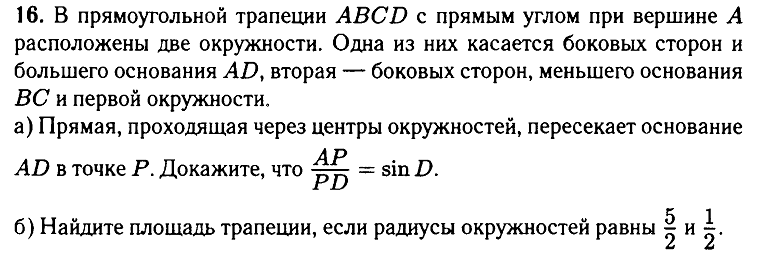 16. В прямоугольной трапеции ABCD с прямым углом при вершине A
расположены две окружности. Одна из них касается боковых сторон и
большего основания AD, вторая — боковых сторон, меньшего основания
BC и первой окружности.
а) Прямая, проходящая через центры окружностей, пересекает основание
AD в точке P. Докажите, что AP/PD = sin D.
б) Найдите площадь трапеции, если радиусы окружностей равны 5/2 и 1/2.